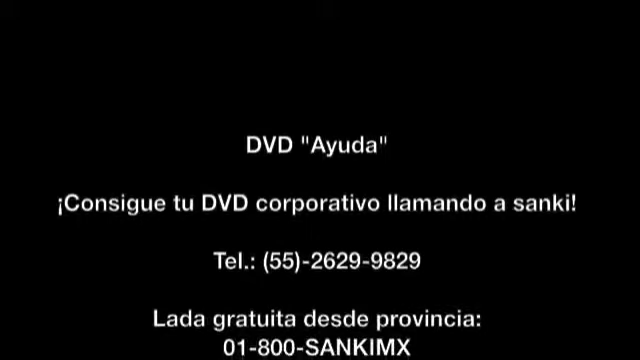 DVD "Ayuda"
¡Consigue tu DVD corporativo llamando a sanki!
Tel.: (55)-2629-9829
Lada gratuita desde provincia:
01-800-SANKIMX